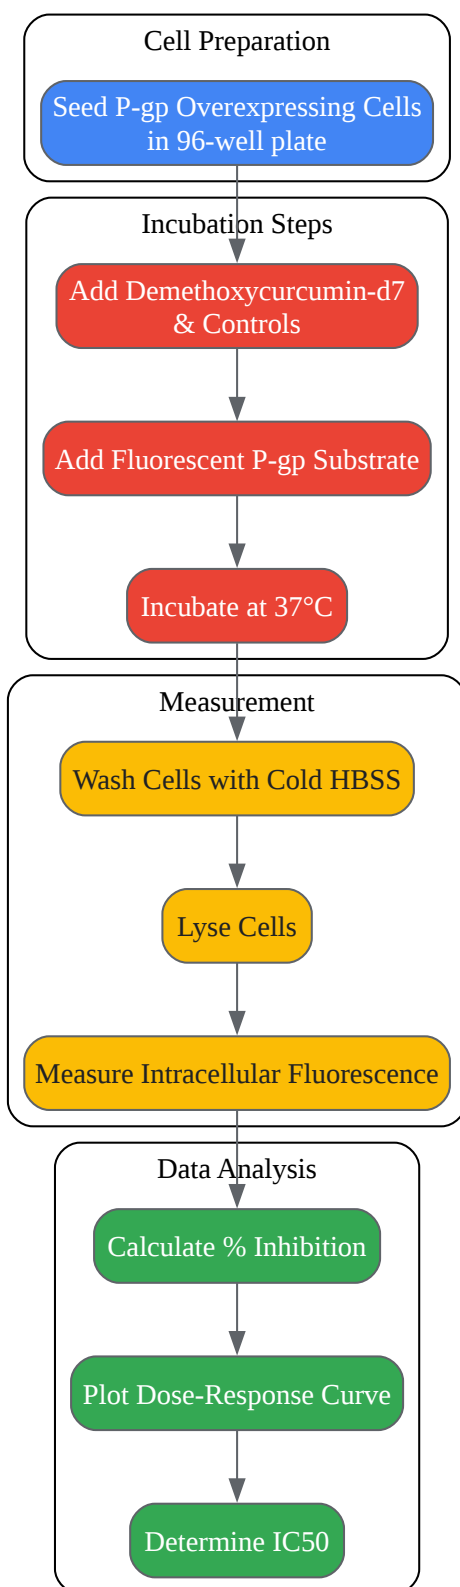 Cell Preparation
Seed P-gp Overexpressing Cells
in 96-well plate
Incubation Steps
Add Demethoxycurcumin-d7
& Controls
Add Fluorescent P-gp Substrate
Incubate at 37°C
Measurement
Wash Cells with Cold HBSS
Lyse Cells
Measure Intracellular Fluorescence
Data Analysis
Calculate % Inhibition
Plot Dose-Response Curve
Determine IC50